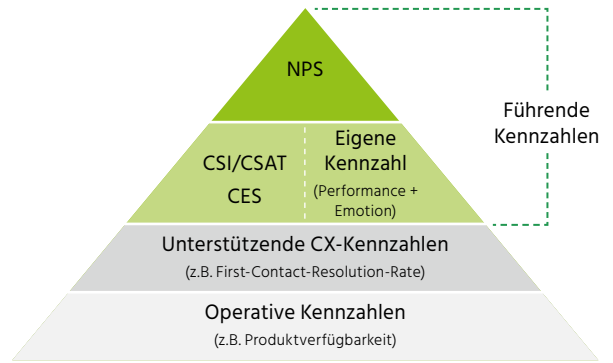 NPS
Führende
Kennzahlen
CSI/CSAT
CES
Eigene
Kennzahl
(Performance +
Emotion)
Unterstützende CX-Kennzahlen
(z.B. First-Contact-Resolution-Rate)
Operative Kennzahlen
(z.B. Produktverfügbarkeit)